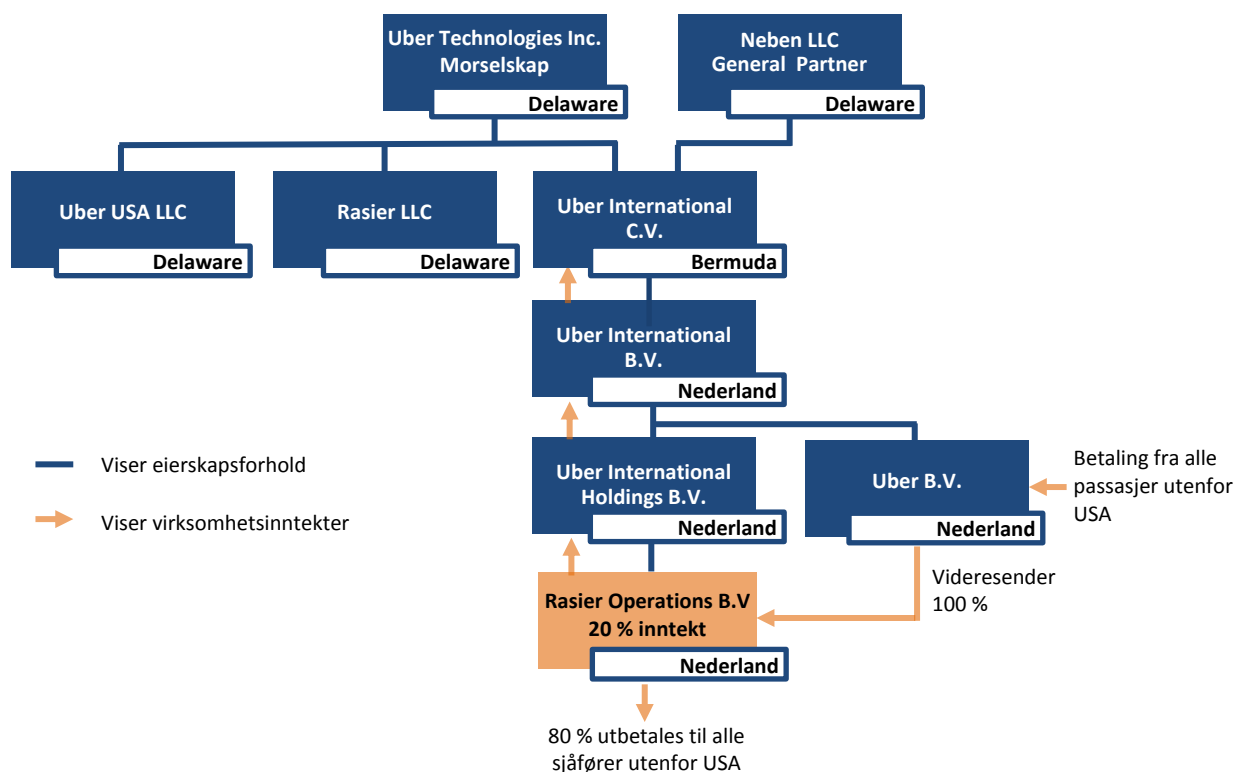 Uber Technologies Inc.
Morselskap
Delaware
Neben LLC
General Partner
Delaware
Uber USA LLC
Delaware
Rasier LLC
Delaware
Uber International
C.V.
Bermuda
Uber International
B.V.
Nederland
Viser eierskapsforhold
Viser virksomhetsinntekter
Uber International
Holdings B.V.
Nederland
Uber B.V.
Nederland
Betaling fra alle
passasjer utenfor
USA
Videresender
100 %
Rasier Operations B.V
20 % inntekt
Nederland
80 % utbetales til alle
sjåfører utenfor USA